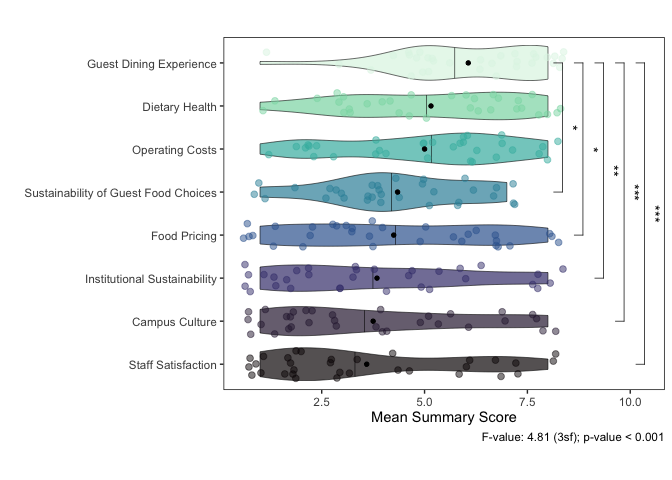 Guest Dining Experience
Dietary Health
Operating Costs
Sustainability of Guest Food Choices
Food Pricing
Institutional Sustainability
Campus Culture
Staff Satisfaction
*
*
**
***
***
2.5 5.0 7.5 10.0
Mean Summary Score
F-value: 4.81 (3sf); p-value < 0.001